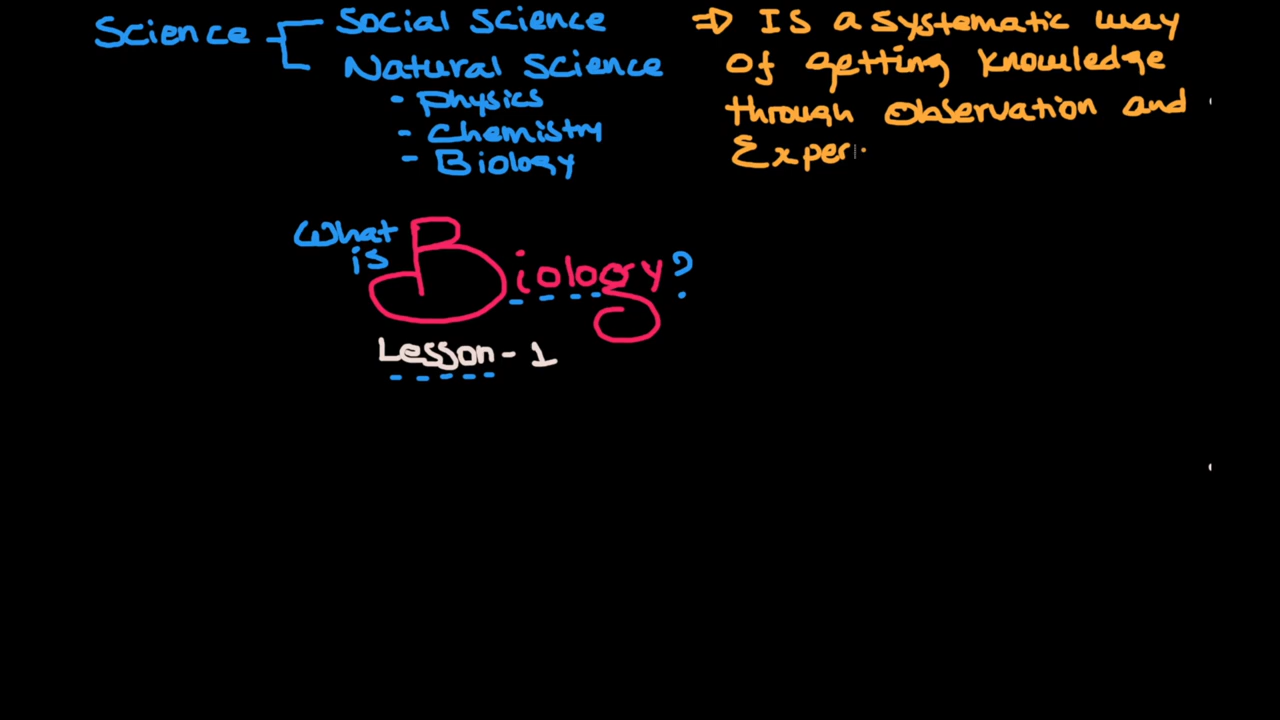 Science
Social Science
Natural Science
- Physics
- Chemistry
- Biology
⇒ Is a systematic way
of getting knowledge
through Observation and
Exper
What
is
Biology?
Lesson - 1